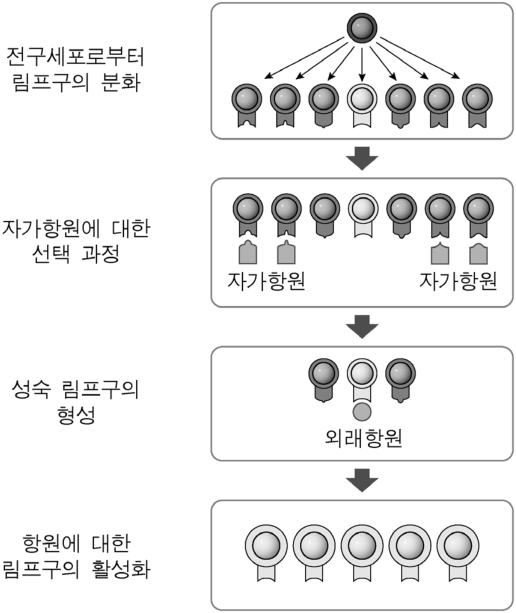 전구세포로부터
림프구의 분화
자가항원에 대한
선택 과정
자가항원
자가항원
성숙 림프구의
형성
외래항원
항원에 대한
림프구의 활성화